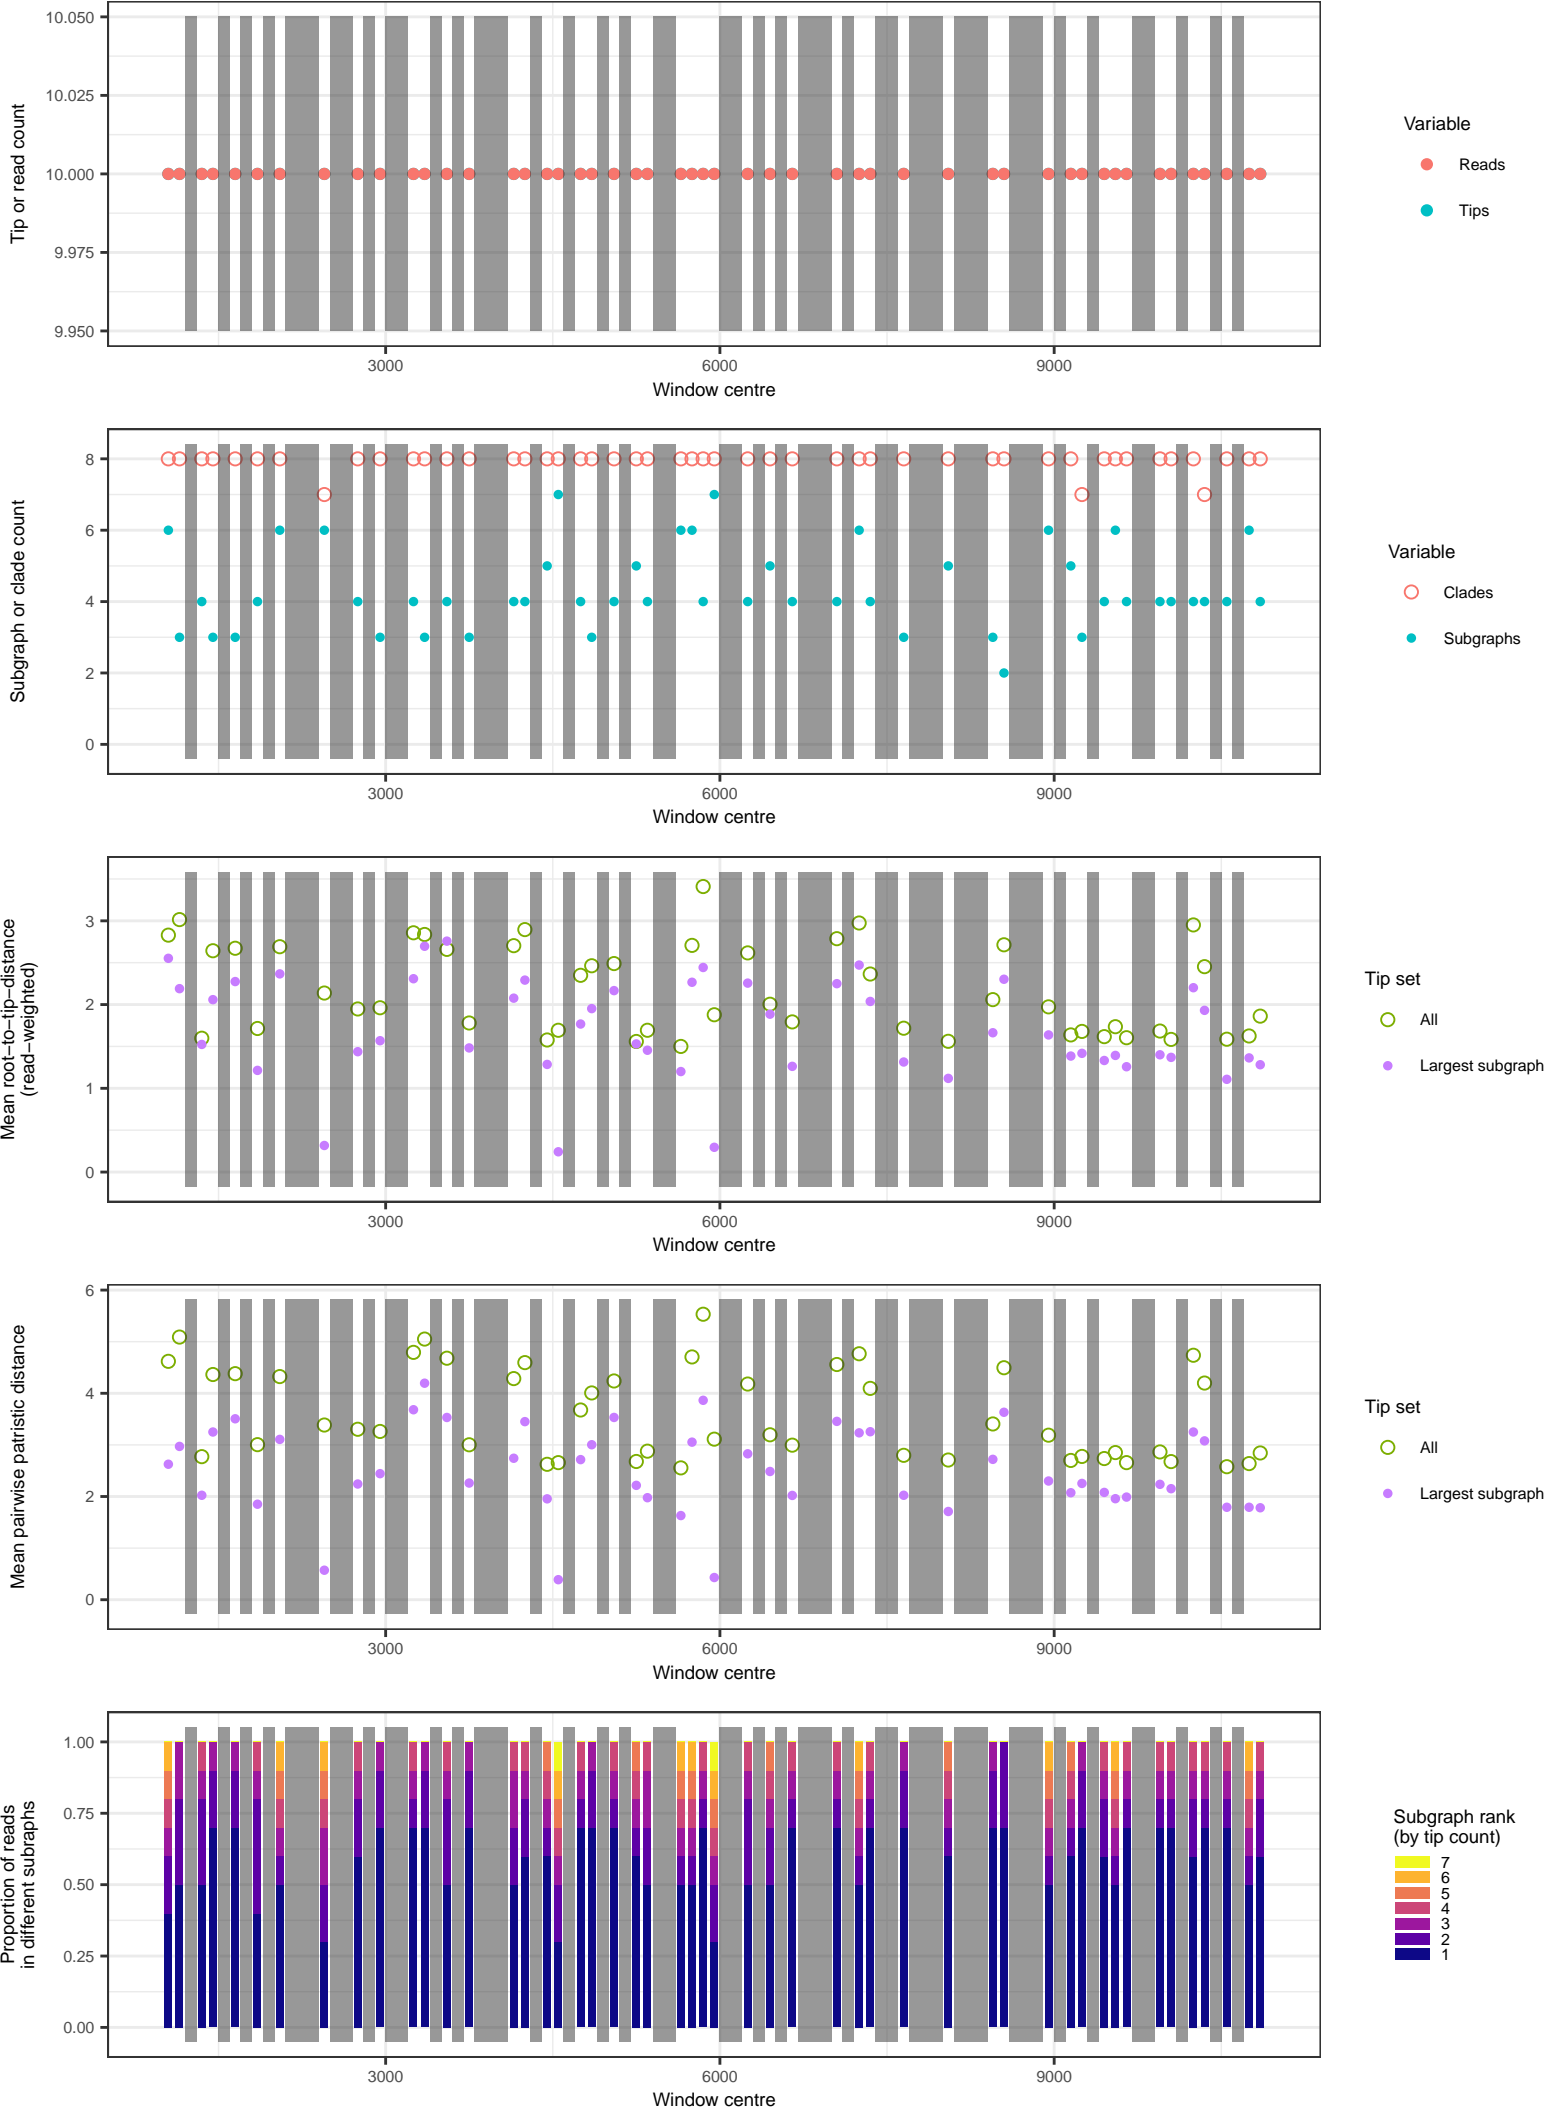 10.050
10.025
10.000
9.975
9.950
Tip or read count
3000
6000
9000
Window centre
Variable
Reads
Tips
8
6
4
2
0
Subgraph or clade count
3000
6000
9000
Window centre
Variable
Clades
Subgraphs
3
2
1
0
Mean root−to−tip−distance
(read−weighted)
3000
6000
9000
Window centre
Tip set
All
Largest subgraph
6
4
2
0
Mean pairwise patristic distance
3000
6000
9000
Window centre
Tip set
All
Largest subgraph
1.00
0.75
0.50
0.25
0.00
Proportion of reads
in different subraphs
3000
6000
9000
Window centre
Subgraph rank
(by tip count)
7
6
5
4
3
2
1